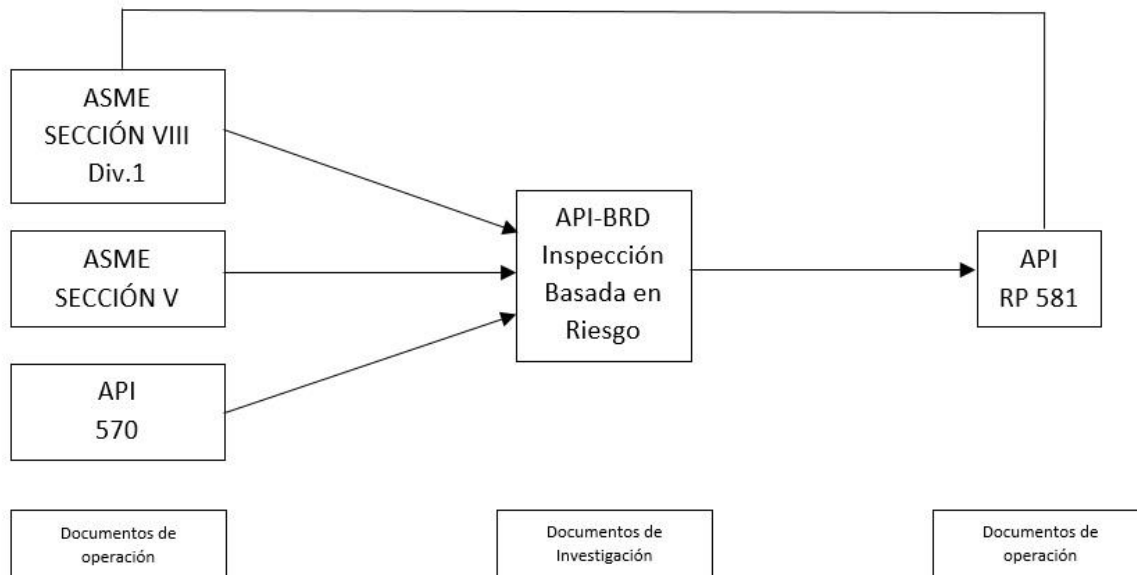 ASME
SECCIÓN VIII
Div.1
ASME
SECCIÓN V
API
570
API-BRD
Inspección
Basada en
Riesgo
API
RP 581
Documentos de
operación
Documentos de
Investigación
Documentos de
operación